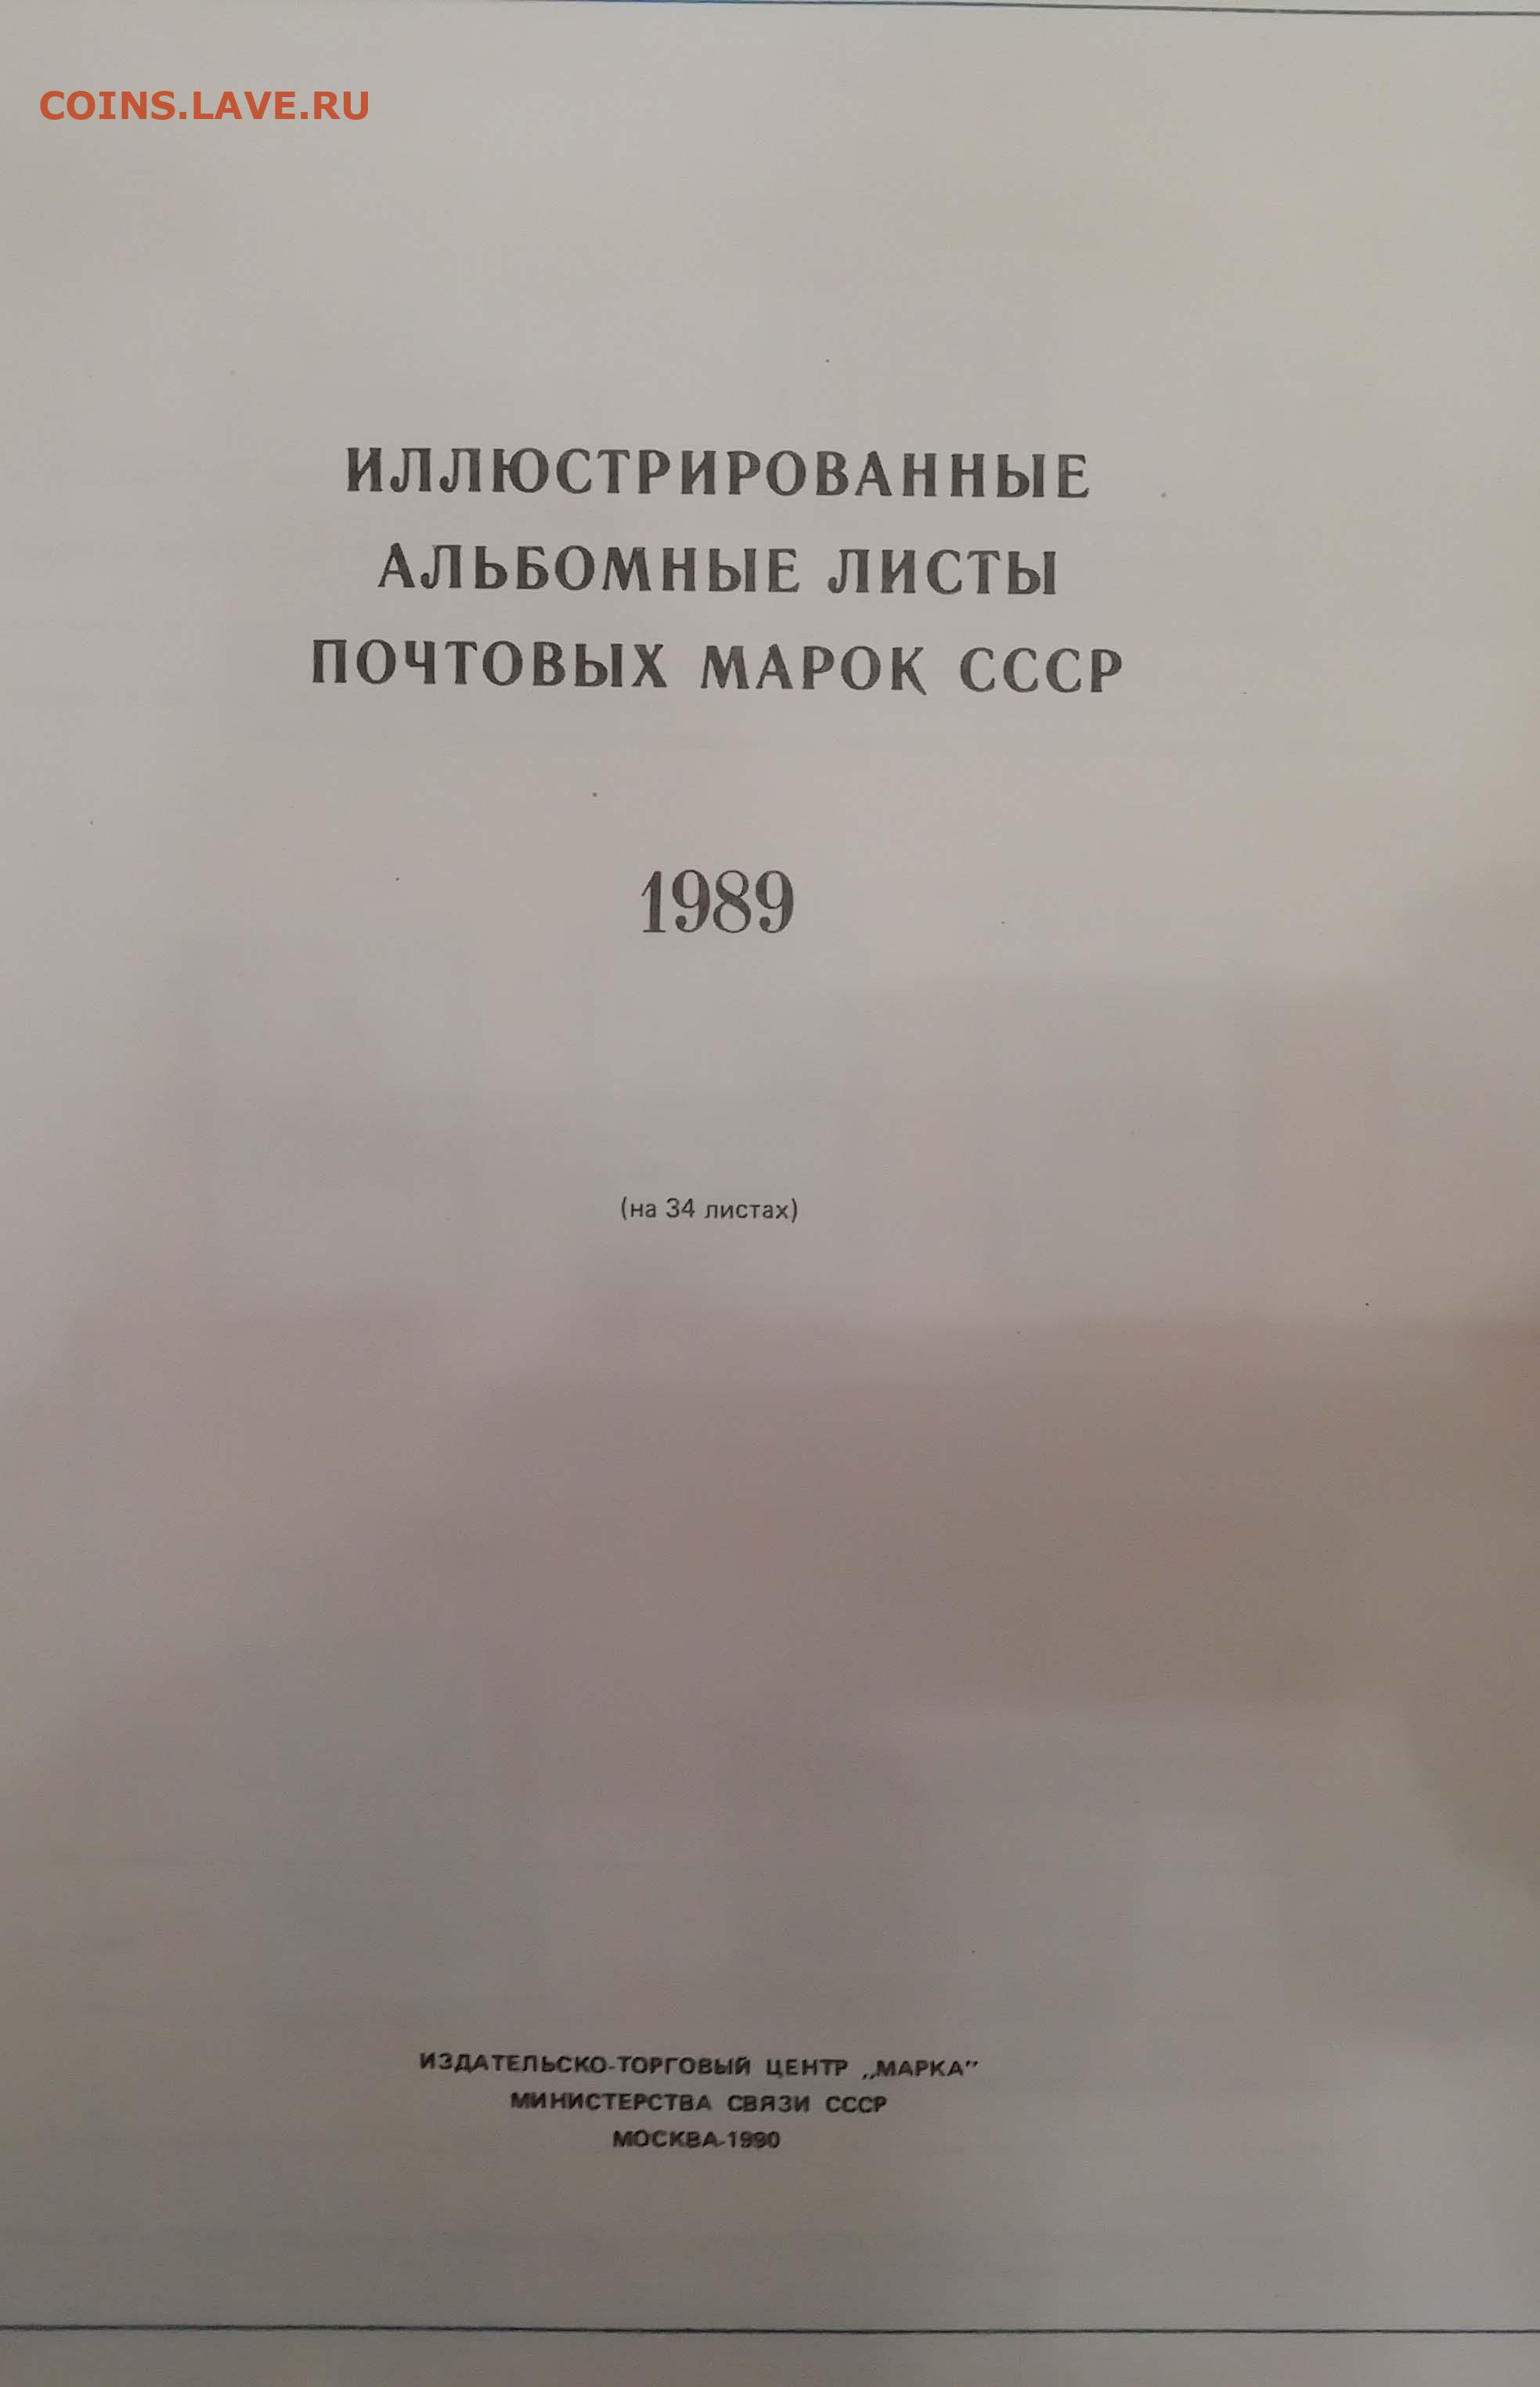 COINS.LAVE.RU
ИЛЛЮСТРИРОВАННЫЕ
АЛЬБОМНЫЕ ЛИСТЫ
ПОЧТОВЫХ МАРОК СССР
1989
(на 34 листах)
ИЗДАТЕЛЬСКО-ТОРГОВЫЙ ЦЕНТР „МАРКА”
МИНИСТЕРСТВА СВЯЗИ СССР
МОСКВА-1990